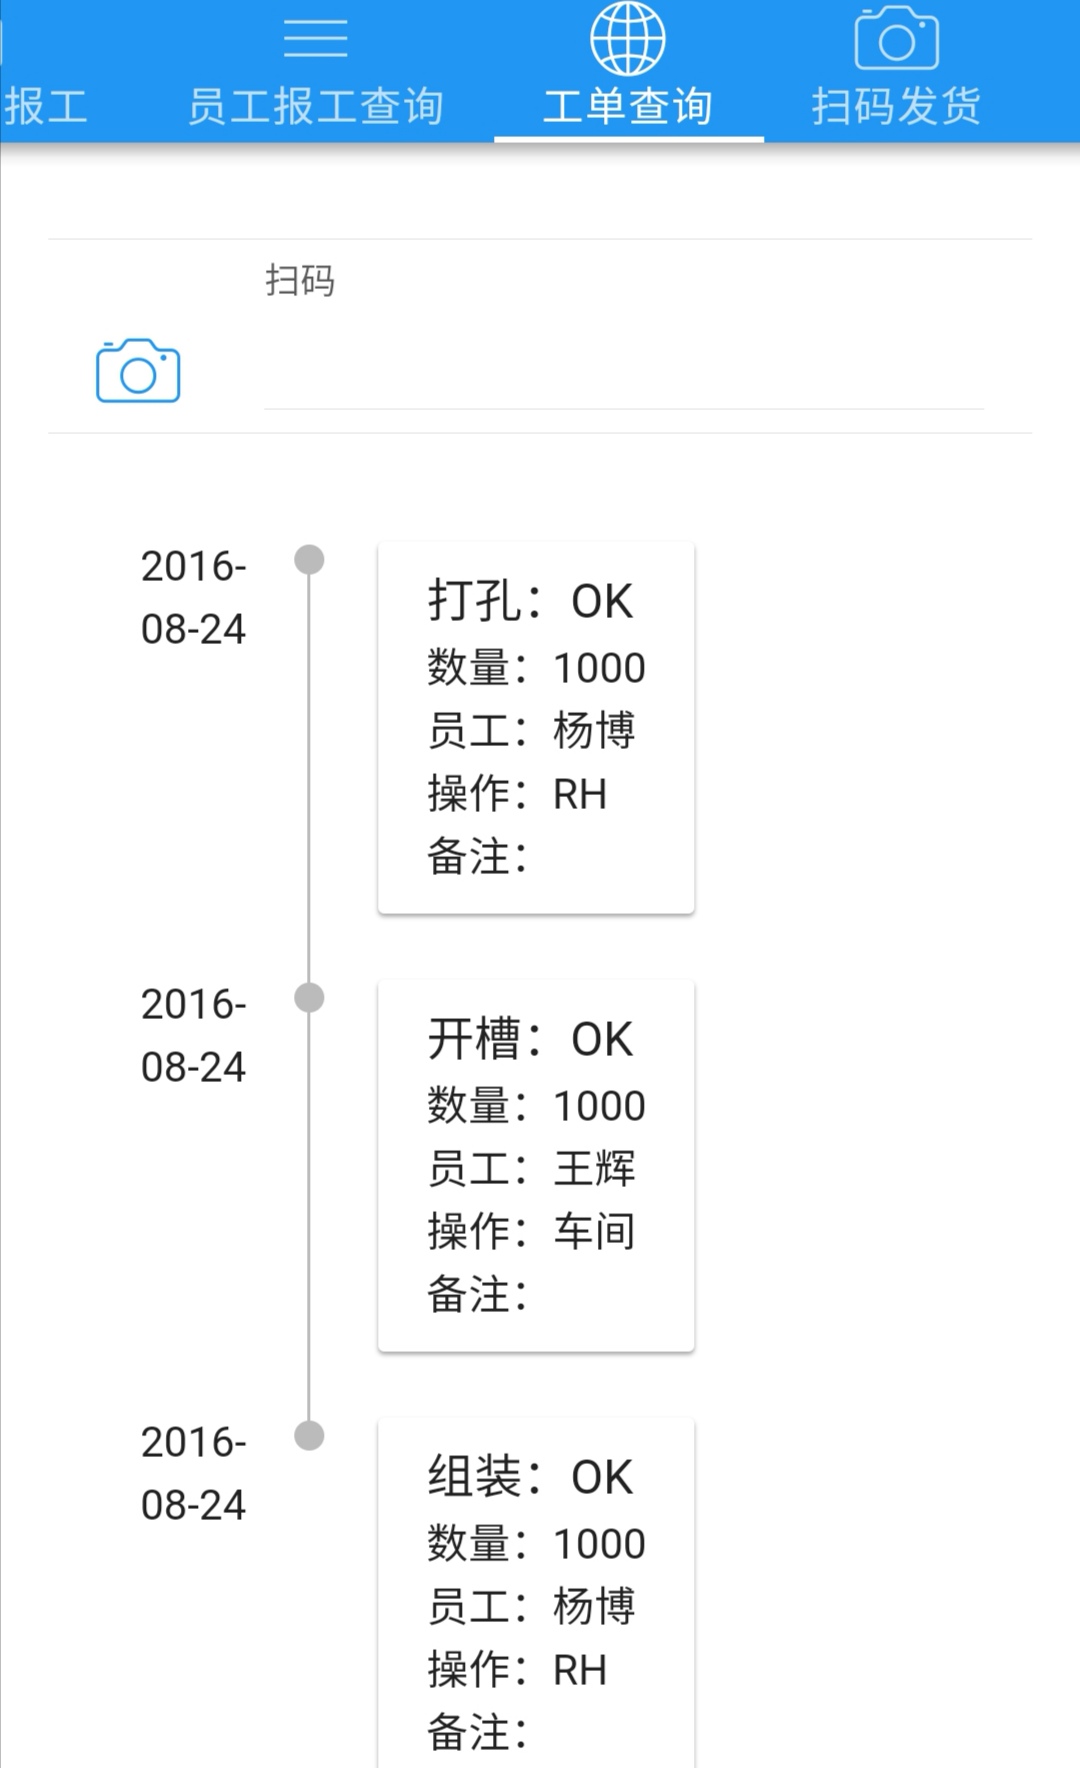 报工
员工报工查询
工单查询
扫码发货
扫码
2016-
08-24
打孔：OK
数量：1000
员工：杨博
操作：RH
备注：
2016-
08-24
开槽：OK
数量：1000
员工：王辉
操作：车间
备注：
2016-
08-24
组装：OK
数量：1000
员工：杨博
操作：RH
备注：